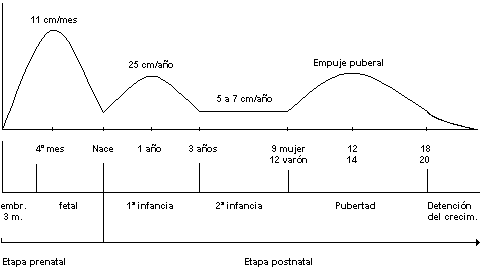 11 cm/mes
25 cm/año
Empuje puberal
5 a 7 cm/año
4º mes
Nace
1 año
3 años
9 mujer
12 varón
12
14
18
20
embr.
3 m.
fetal
1ª infancia
2ª infancia
Pubertad
Detención
del crecim.
Etapa prenatal
Etapa postnatal